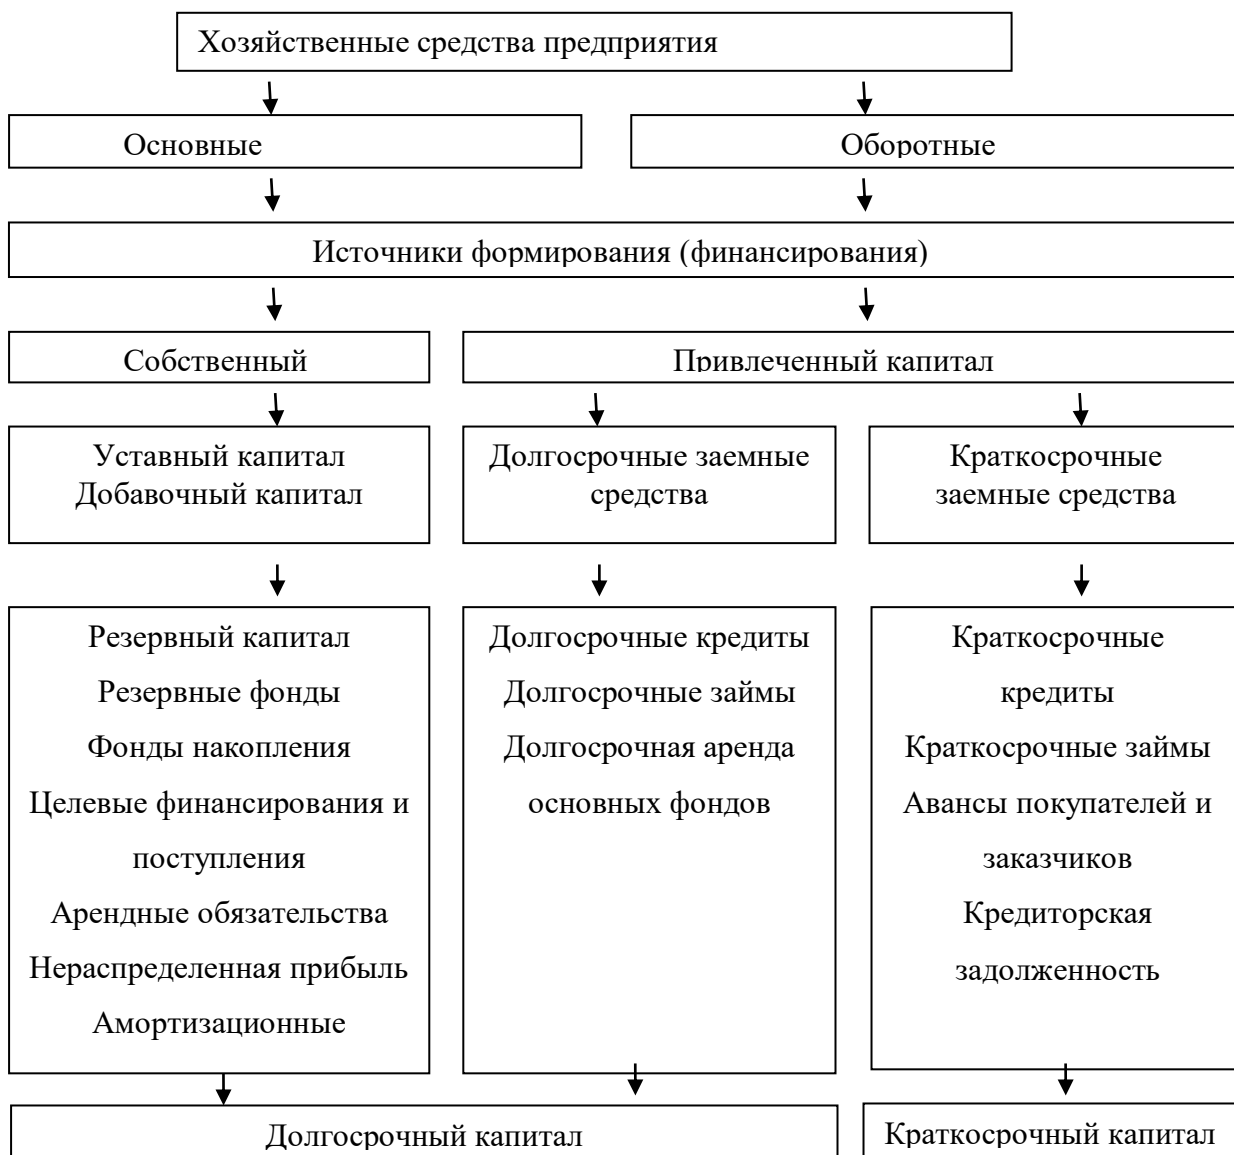 Хозяйственные средства предприятия
Основные
Оборотные
Источники формирования (финансирования)
Собственный
Привлеченный капитал
Уставный капитал
Добавочный капитал
Долгосрочные заемные
средства
Краткосрочные
заемные средства
Резервный капитал
Резервные фонды
Фонды накопления
Целевые финансирования и
поступления
Арендные обязательства
Нераспределенная прибыль
Амортизационные
Долгосрочные кредиты
Долгосрочные займы
Долгосрочная аренда
основных фондов
Краткосрочные
кредиты
Краткосрочные займы
Авансы покупателей и
заказчиков
Кредиторская
задолженность
Долгосрочный капитал
Краткосрочный капитал